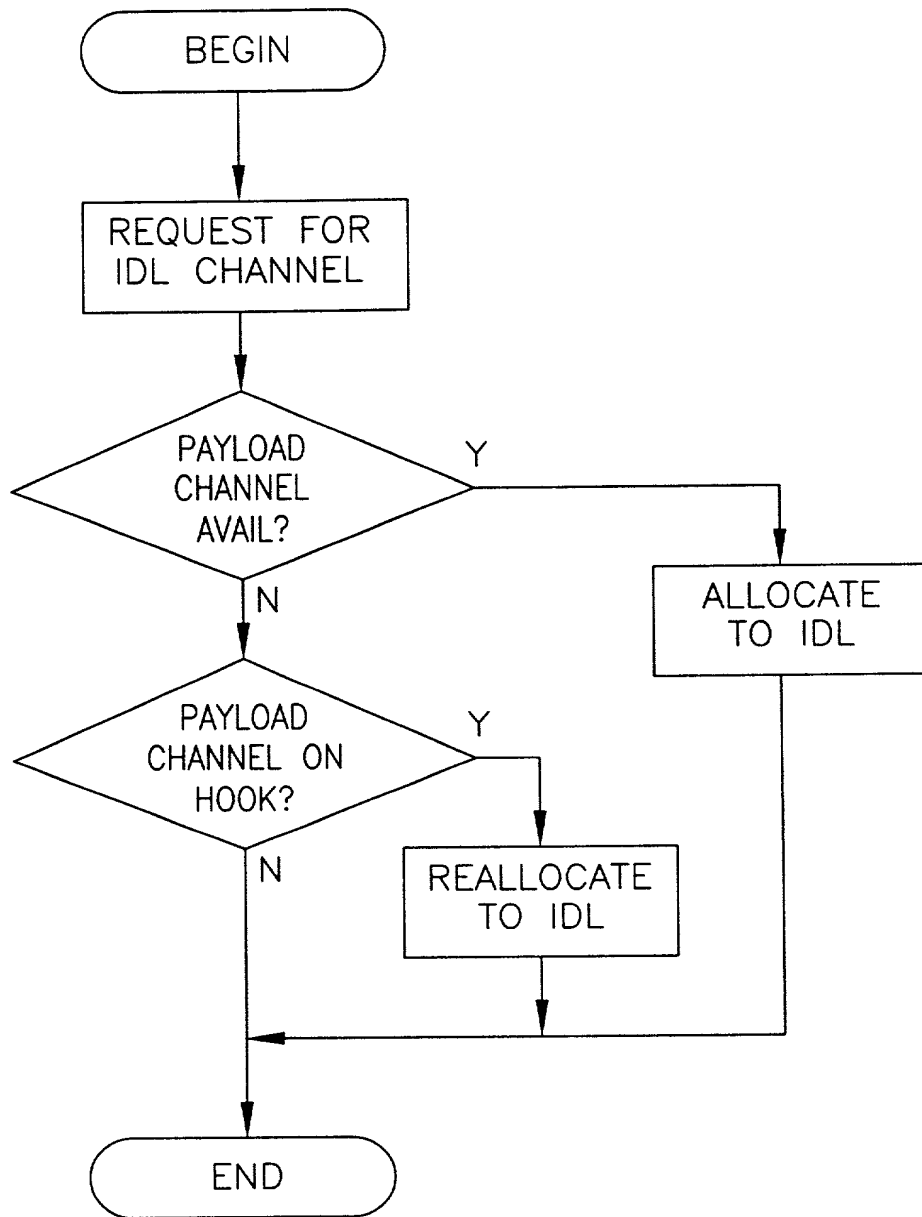 BEGIN
REQUEST FOR
IDL CHANNEL
PAYLOAD
CHANNEL
AVAIL?
Y
N
ALLOCATE
TO IDL
PAYLOAD
CHANNEL ON
HOOK?
Y
N
REALLOCATE
TO IDL
END